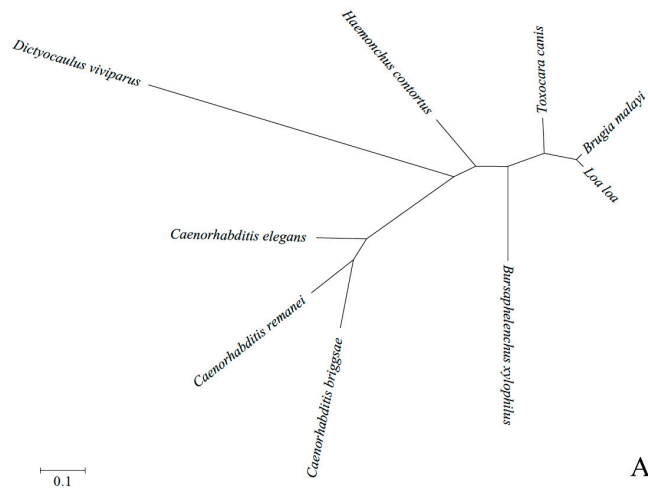 Dictyocaulus viviparus
Haemonchus contortus
Toxocara canis
Brugia malayi
Loa loa
Caenorhabditis elegans
Caenorhabditis remanei
Caenorhabditis briggsae
Bursaphelenchus xylophilus
0.1
A